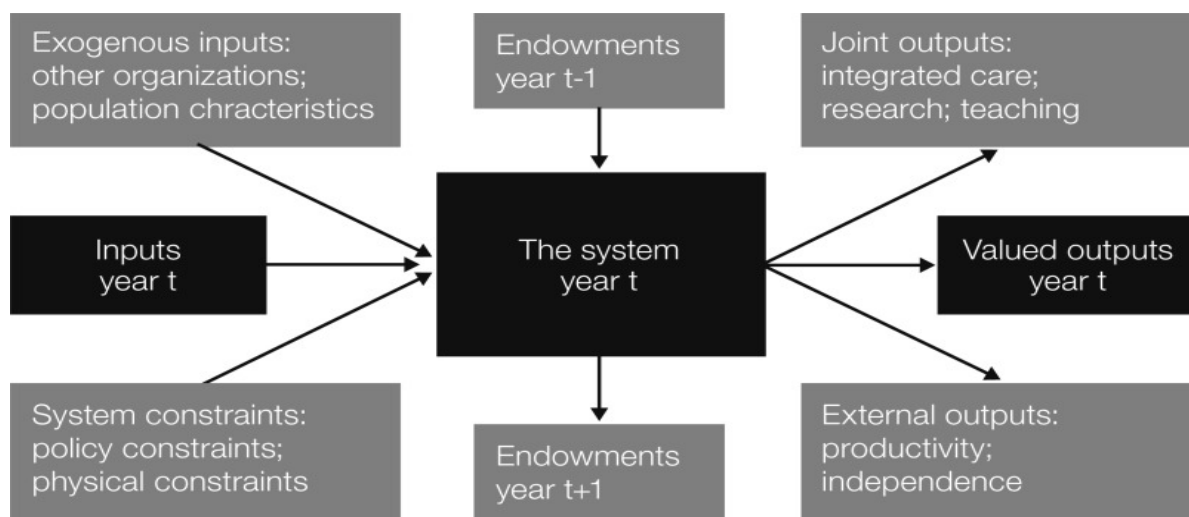 Exogenous inputs:
other organizations;
population chracteristics
Endowments
year t-1
Joint outputs:
integrated care;
research; teaching
Inputs
year t
The system
year t
Valued outputs
year t
System constraints:
policy constraints;
physical constraints
Endowments
year t+1
External outputs:
productivity;
independence